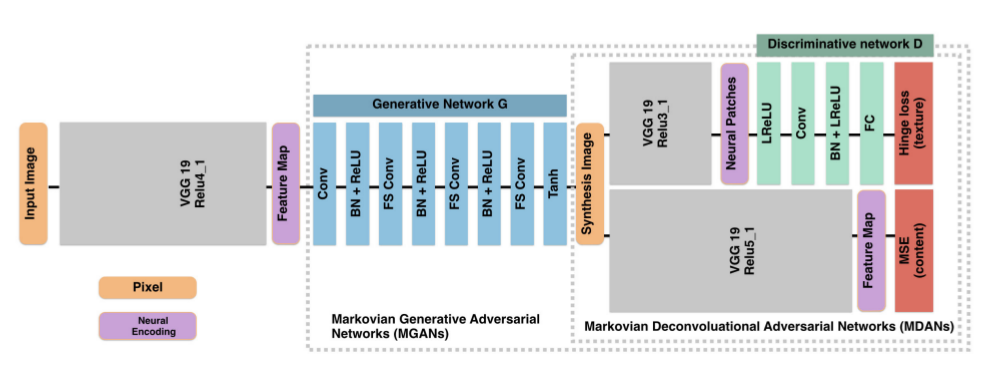 Discriminative network D
Generative Network G
Input Image
VGG 19
Relu4_1
Feature Map
Conv
BN + ReLU
FS Conv
BN + ReLU
FS Conv
BN + ReLU
FS Conv
Tanh
Synthesis Image
VGG 19
Relu3_1
Neural Patches
LReLU
Conv
BN + LReLU
FC
Hinge loss
(texture)
VGG 19
Relu5_1
Feature Map
MSE
(content)
Pixel
Neural
Encoding
Markovian Generative Adversarial
Networks (MGANs)
Markovian Deconvoluational Adversarial Networks (MDANs)